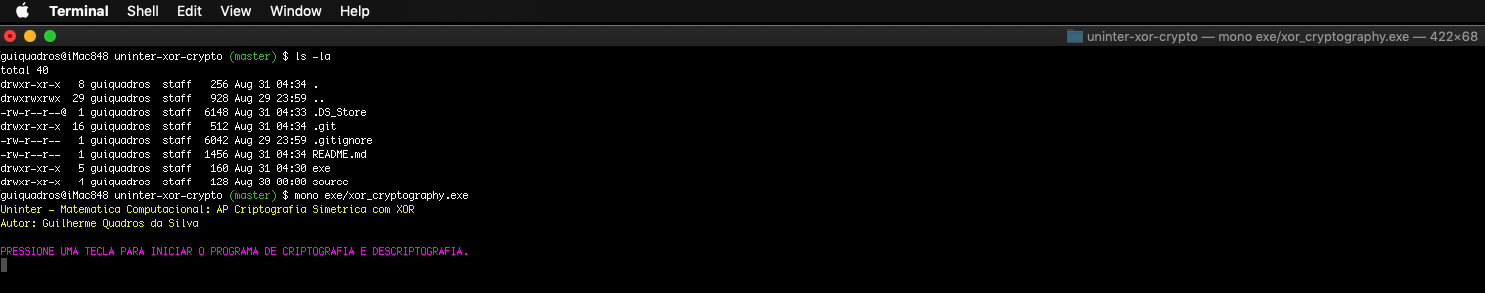 Terminal Shell Edit View Window Help
uninter-xor-crypto — mono exe/xor_cryptography.exe — 422×68
guiquadros@iMac848 uninter-xor-crypto (master) $ ls -la
total 40
drwxr-xr-x   8 guiquadros  staff   256 Aug 31 04:34 .
drwxrwxrwx  29 guiquadros  staff   928 Aug 29 23:59 ..
-rw-r--r--@  1 guiquadros  staff  6148 Aug 31 04:33 .DS_Store
drwxr-xr-x  16 guiquadros  staff   512 Aug 31 04:34 .git
-rw-r--r--   1 guiquadros  staff  6042 Aug 29 23:59 .gitignore
-rw-r--r--   1 guiquadros  staff  1456 Aug 31 04:34 README.md
drwxr-xr-x   5 guiquadros  staff   160 Aug 31 04:30 exe
drwxr-xr-x   4 guiquadros  staff   128 Aug 30 00:00 source
guiquadros@iMac848 uninter-xor-crypto (master) $ mono exe/xor_cryptography.exe
Uninter - Matematica Computacional: AP Criptografia Simetrica com XOR
Autor: Guilherme Quadros da Silva
PRESSIONE UMA TECLA PARA INICIAR O PROGRAMA DE CRIPTOGRAFIA E DESCRIPTOGRAFIA.